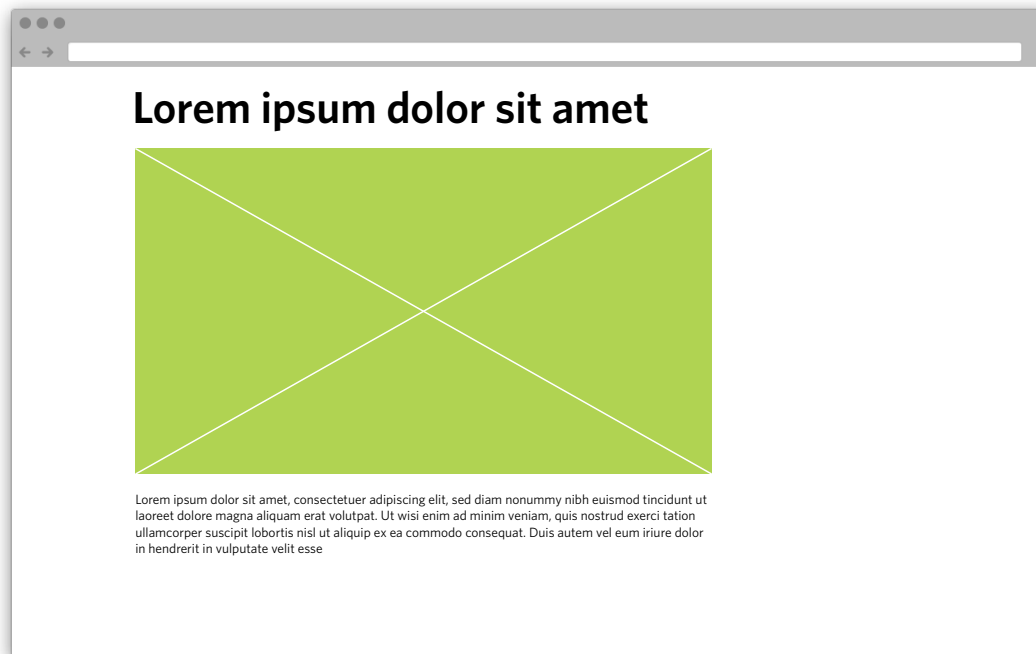 Lorem ipsum dolor sit amet
Lorem ipsum dolor sit amet, consectetuer adipiscing elit, sed diam nonummy nibh euismod tincidunt ut
laoreet dolore magna aliquam erat volutpat. Ut wisi enim ad minim veniam, quis nostrud exerci tation
ullamcorper suscipit lobortis nisl ut aliquip ex ea commodo consequat. Duis autem vel eum iriure dolor
in hendrerit in vulputate velit esse